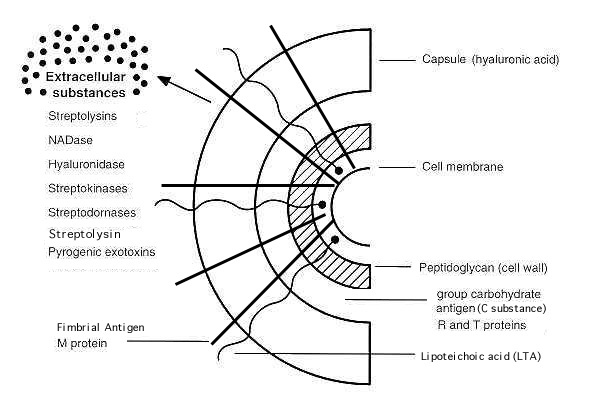 Extracellular
substances
Streptolysins
NADase
Hyaluronidase
Streptokinases
Streptodornases
Streptolysin
Pyrogenic exotoxins
Fimbrial Antigen
M protein
Capsule (hyaluronic acid)
Cell membrane
Peptidoglycan (cell wall)
group carbohydrate
antigen (C substance)
R and T proteins
Lipoteichoic acid (LTA)